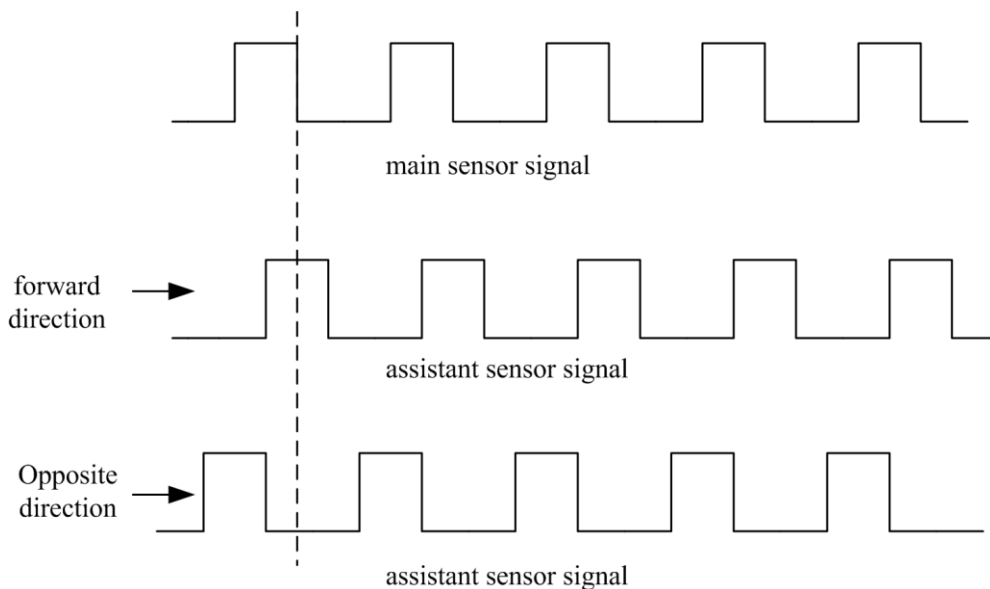 main sensor signal
forward
direction
assistant sensor signal
Opposite
direction
assistant sensor signal